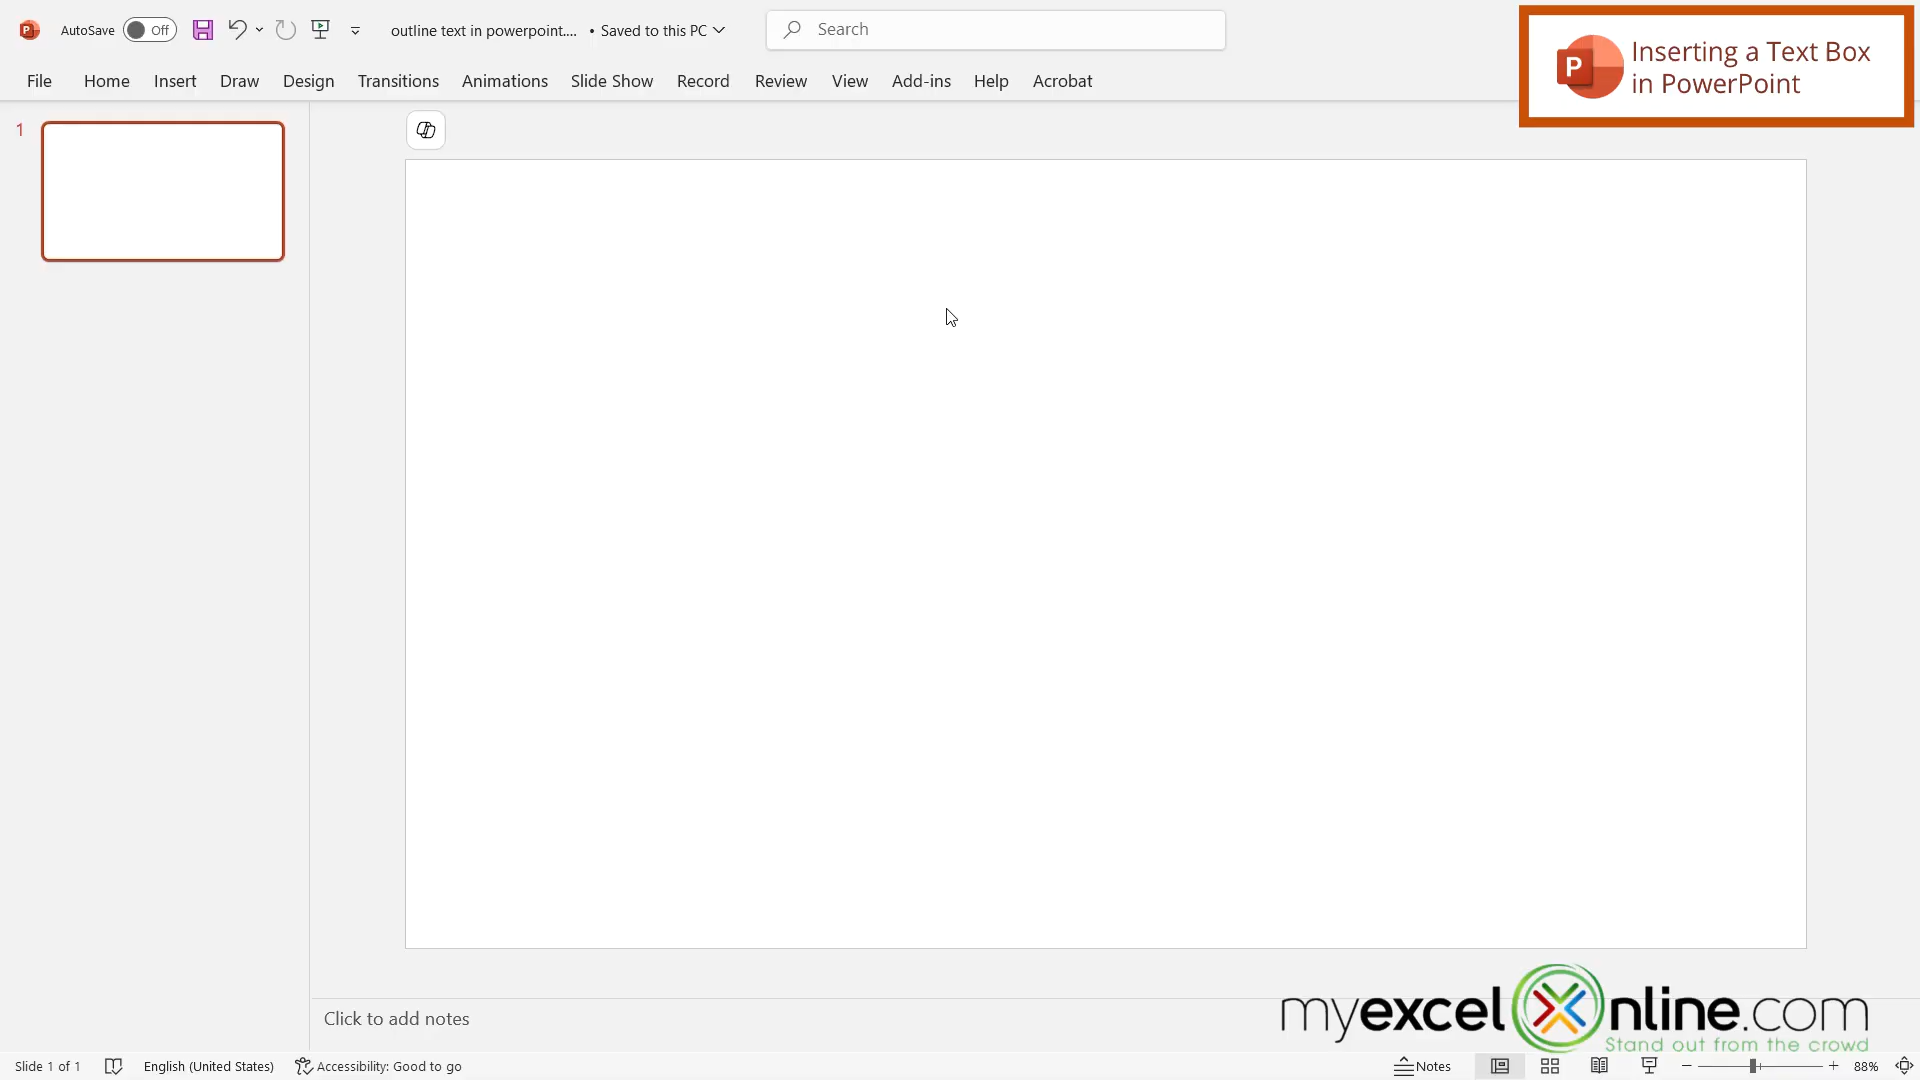 AutoSave Off outline text in powerpoint.... • Saved to this PC Search
Inserting a Text Box
in PowerPoint
File Home Insert Draw Design Transitions Animations Slide Show Record Review View Add-ins Help Acrobat
1
Click to add notes
myexcelonline.com
Stand out from the crowd
Slide 1 of 1 English (United States) Accessibility: Good to go Notes 88%